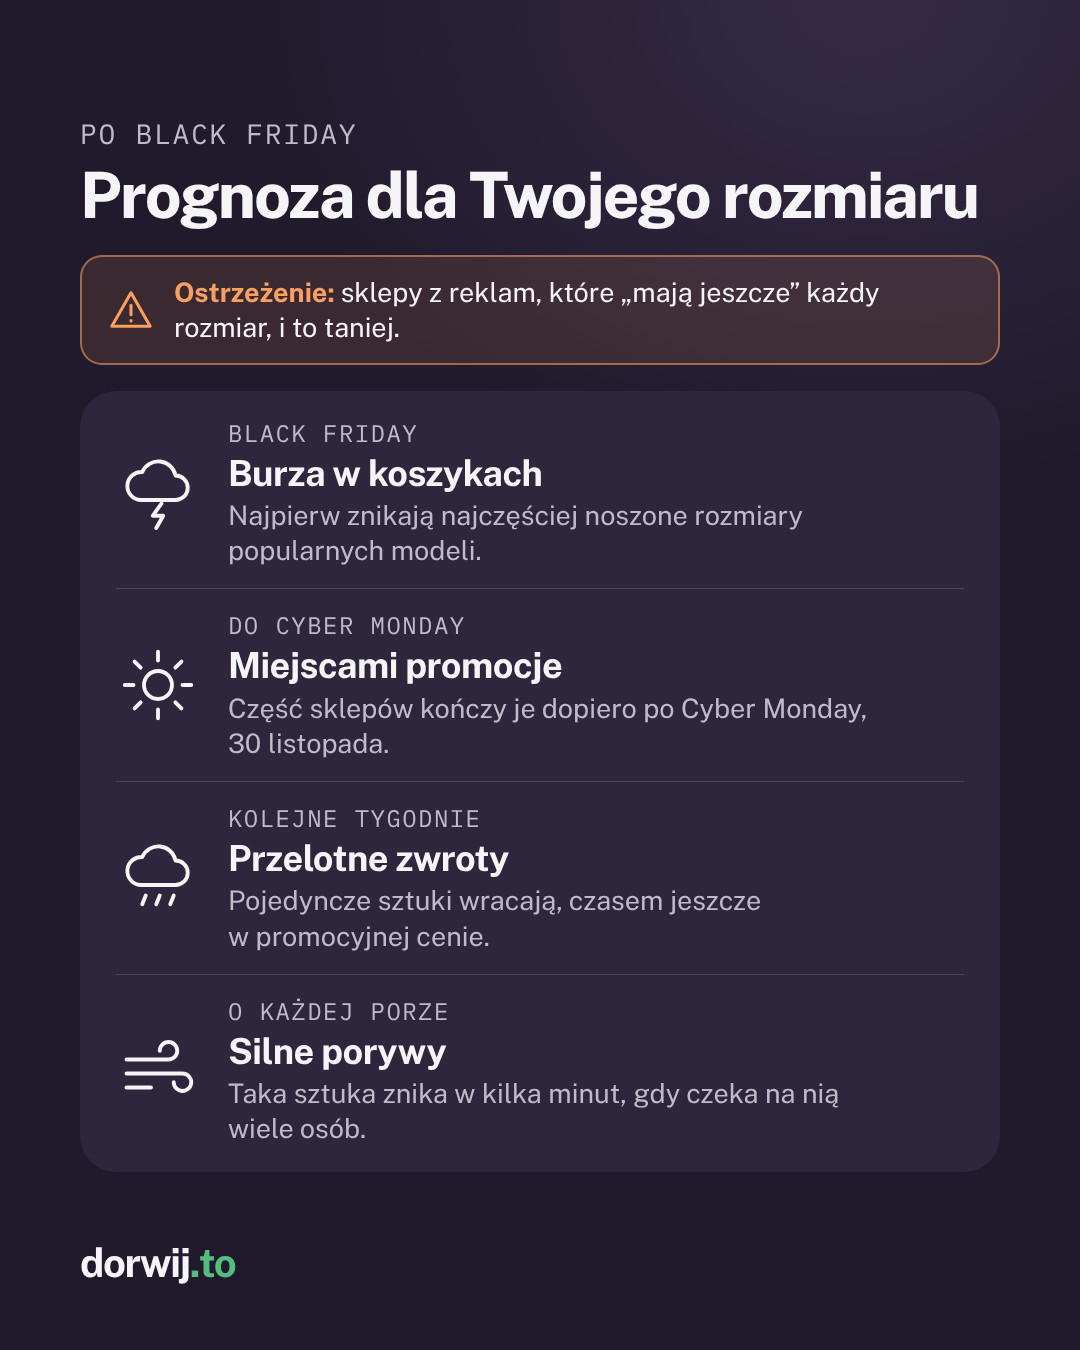 PO BLACK FRIDAY
Prognoza dla Twojego rozmiaru
Ostrzeżenie: sklepy z reklam, które „mają jeszcze” każdy
rozmiar, i to taniej.
BLACK FRIDAY
Burza w koszykach
Najpierw znikają najczęściej noszone rozmiary
popularnych modeli.
DO CYBER MONDAY
Miejscami promocje
Część sklepów kończy je dopiero po Cyber Monday,
30 listopada.
KOLEJNE TYGODNIE
Przelotne zwroty
Pojedyncze sztuki wracają, czasem jeszcze
w promocyjnej cenie.
O KAŻDEJ PORZE
Silne porywy
Taka sztuka znika w kilka minut, gdy czeka na nią
wiele osób.
dorwij.to